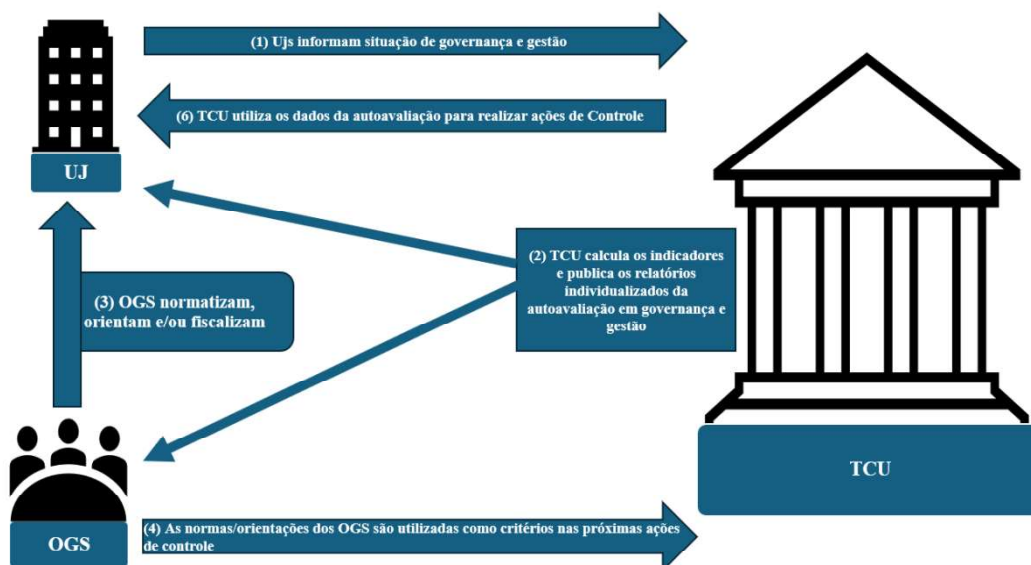 (1) Ujs informam situação de governança e gestão
(6) TCU utiliza os dados da autoavaliação para realizar ações de Controle
UJ
(2) TCU calcula os indicadores
e publica os relatórios
individualizados da
autoavaliação em governança e
gestão
(3) OGS normatizam,
orientam e/ou fiscalizam
TCU
OGS
(4) As normas/orientações dos OGS são utilizadas como critérios nas próximas ações
de controle